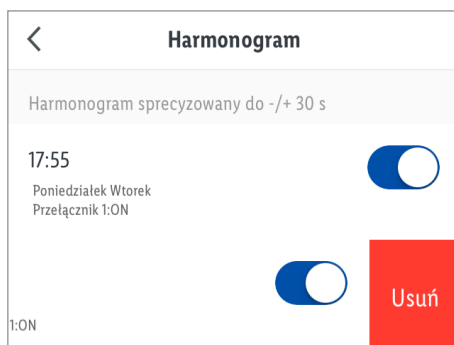 Harmonogram
Harmonogram sprecyzowany do -/+ 30 s
17:55
Poniedziałek Wtorek
Przełącznik 1:ON
Usuń
1:ON